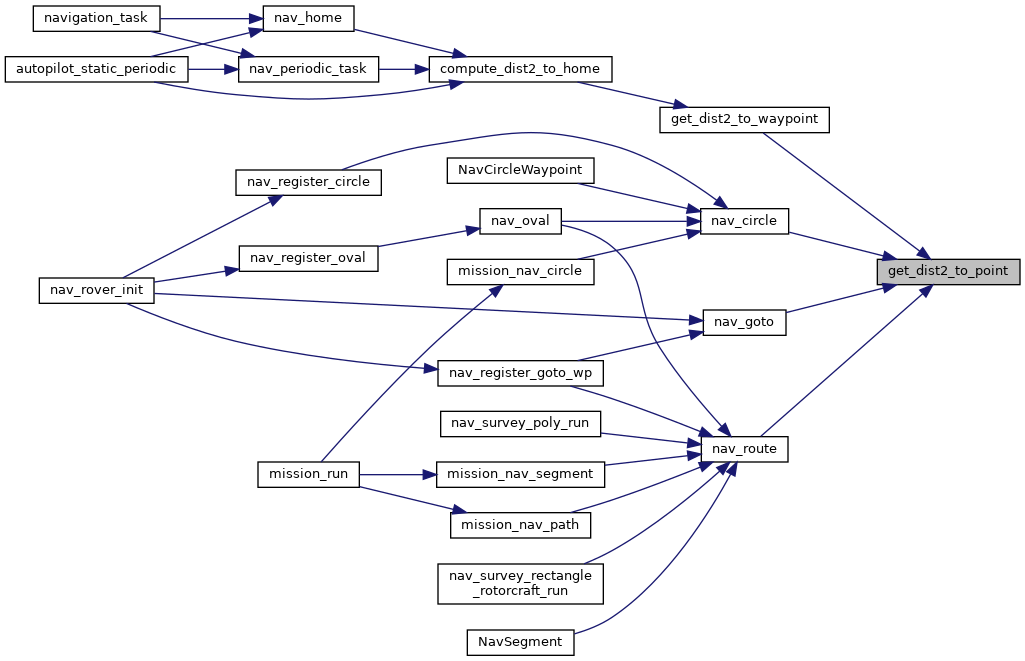 navigation_task
nav_home
autopilot_static_periodic
nav_periodic_task
compute_dist2_to_home
get_dist2_to_waypoint
NavCircleWaypoint
nav_register_circle
nav_oval
nav_circle
nav_register_oval
mission_nav_circle
get_dist2_to_point
nav_rover_init
nav_goto
nav_register_goto_wp
nav_survey_poly_run
nav_route
mission_run
mission_nav_segment
mission_nav_path
nav_survey_rectangle
_rotorcraft_run
NavSegment